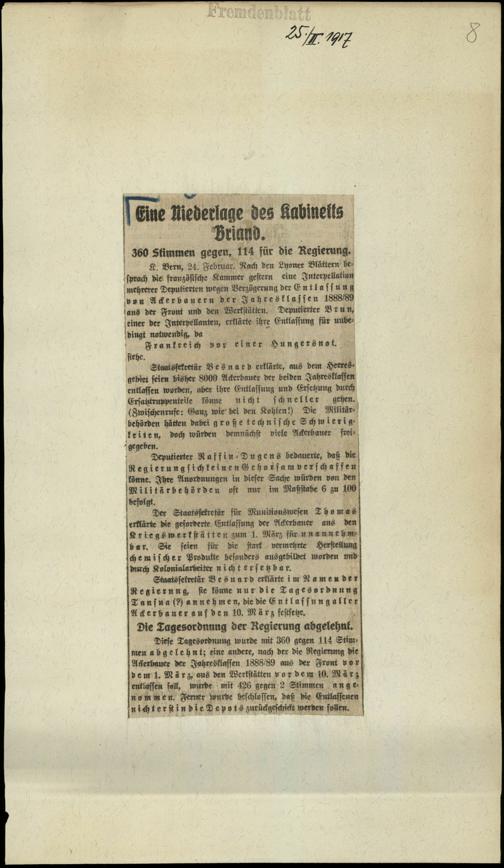 Fremdenblatt
25./II. 1917
8
Eine Niederlage des Kabinetts
Briand.
360 Stimmen gegen, 114 für die Regierung.
K. Bern, 24. Februar. Nach den Lyoner Blättern be-
sprach die französische Kammer gestern eine Interpellation
mehrerer Deputierten wegen Verzögerung der Entlassung
von Ackerbauern der Jahresklassen 1888/89
aus der Front und den Werkstätten. Deputierter Brun,
einer der Interpellanten, erklärte ihre Entlassung für unbe-
dingt notwendig, da
Frankreich vor einer Hungersnot
stehe.
Staatssekretär Besnard erklärte, aus dem Heeres-
gebiet seien bisher 8000 Ackerbauer der beiden Jahresklassen
entlassen worden, aber ihre Entlassung und Ersetzung durch
Ersatztruppenteile könne nicht schneller gehen.
(Zwischenrufe: Ganz wie bei den Kohlen!) Die Militär-
behörden hätten dabei große technische Schwierig-
keiten, doch würden demnächst viele Ackerbauer frei-
gegeben.
Deputierter Raffin-Dugens bedauerte, daß die
Regierung sich keinen Gehorsam verschaffen
könne. Ihre Anordnungen in dieser Sache würden von den
Militärbehörden oft nur im Maßstabe 6 zu 100
befolgt.
Der Staatssekretär für Munitionswesen Thomas
erklärte die geforderte Entlassung der Ackerbauer aus den
Kriegswerkstätten zum 1. März für unannehm-
bar. Sie seien für die stark vermehrte Herstellung
chemischer Produkte besonders ausgebildet worden und
durch Kolonialarbeiter nicht ersetzbar.
Staatssekretär Besnard erklärte im Namen der
Regierung, sie könne nur die Tagesordnung
Tansua (?) annehmen, die die Entlassung aller
Ackerbauer auf den 10. März festsetze.
Die Tagesordnung der Regierung abgelehnt.
Diese Tagesordnung wurde mit 360 gegen 114 Stim-
men abgelehnt; eine andere, nach der die Regierung die
Ackerbauer der Jahresklassen 1888/89 aus der Front vor
dem 1. März, aus den Werkstätten vor dem 10. März
entlassen soll, wurde mit 426 gegen 2 Stimmen ange-
nommen. Ferner wurde beschlossen, daß die Entlassenen
nicht erst in die Depots zurückgeschickt werden sollen.